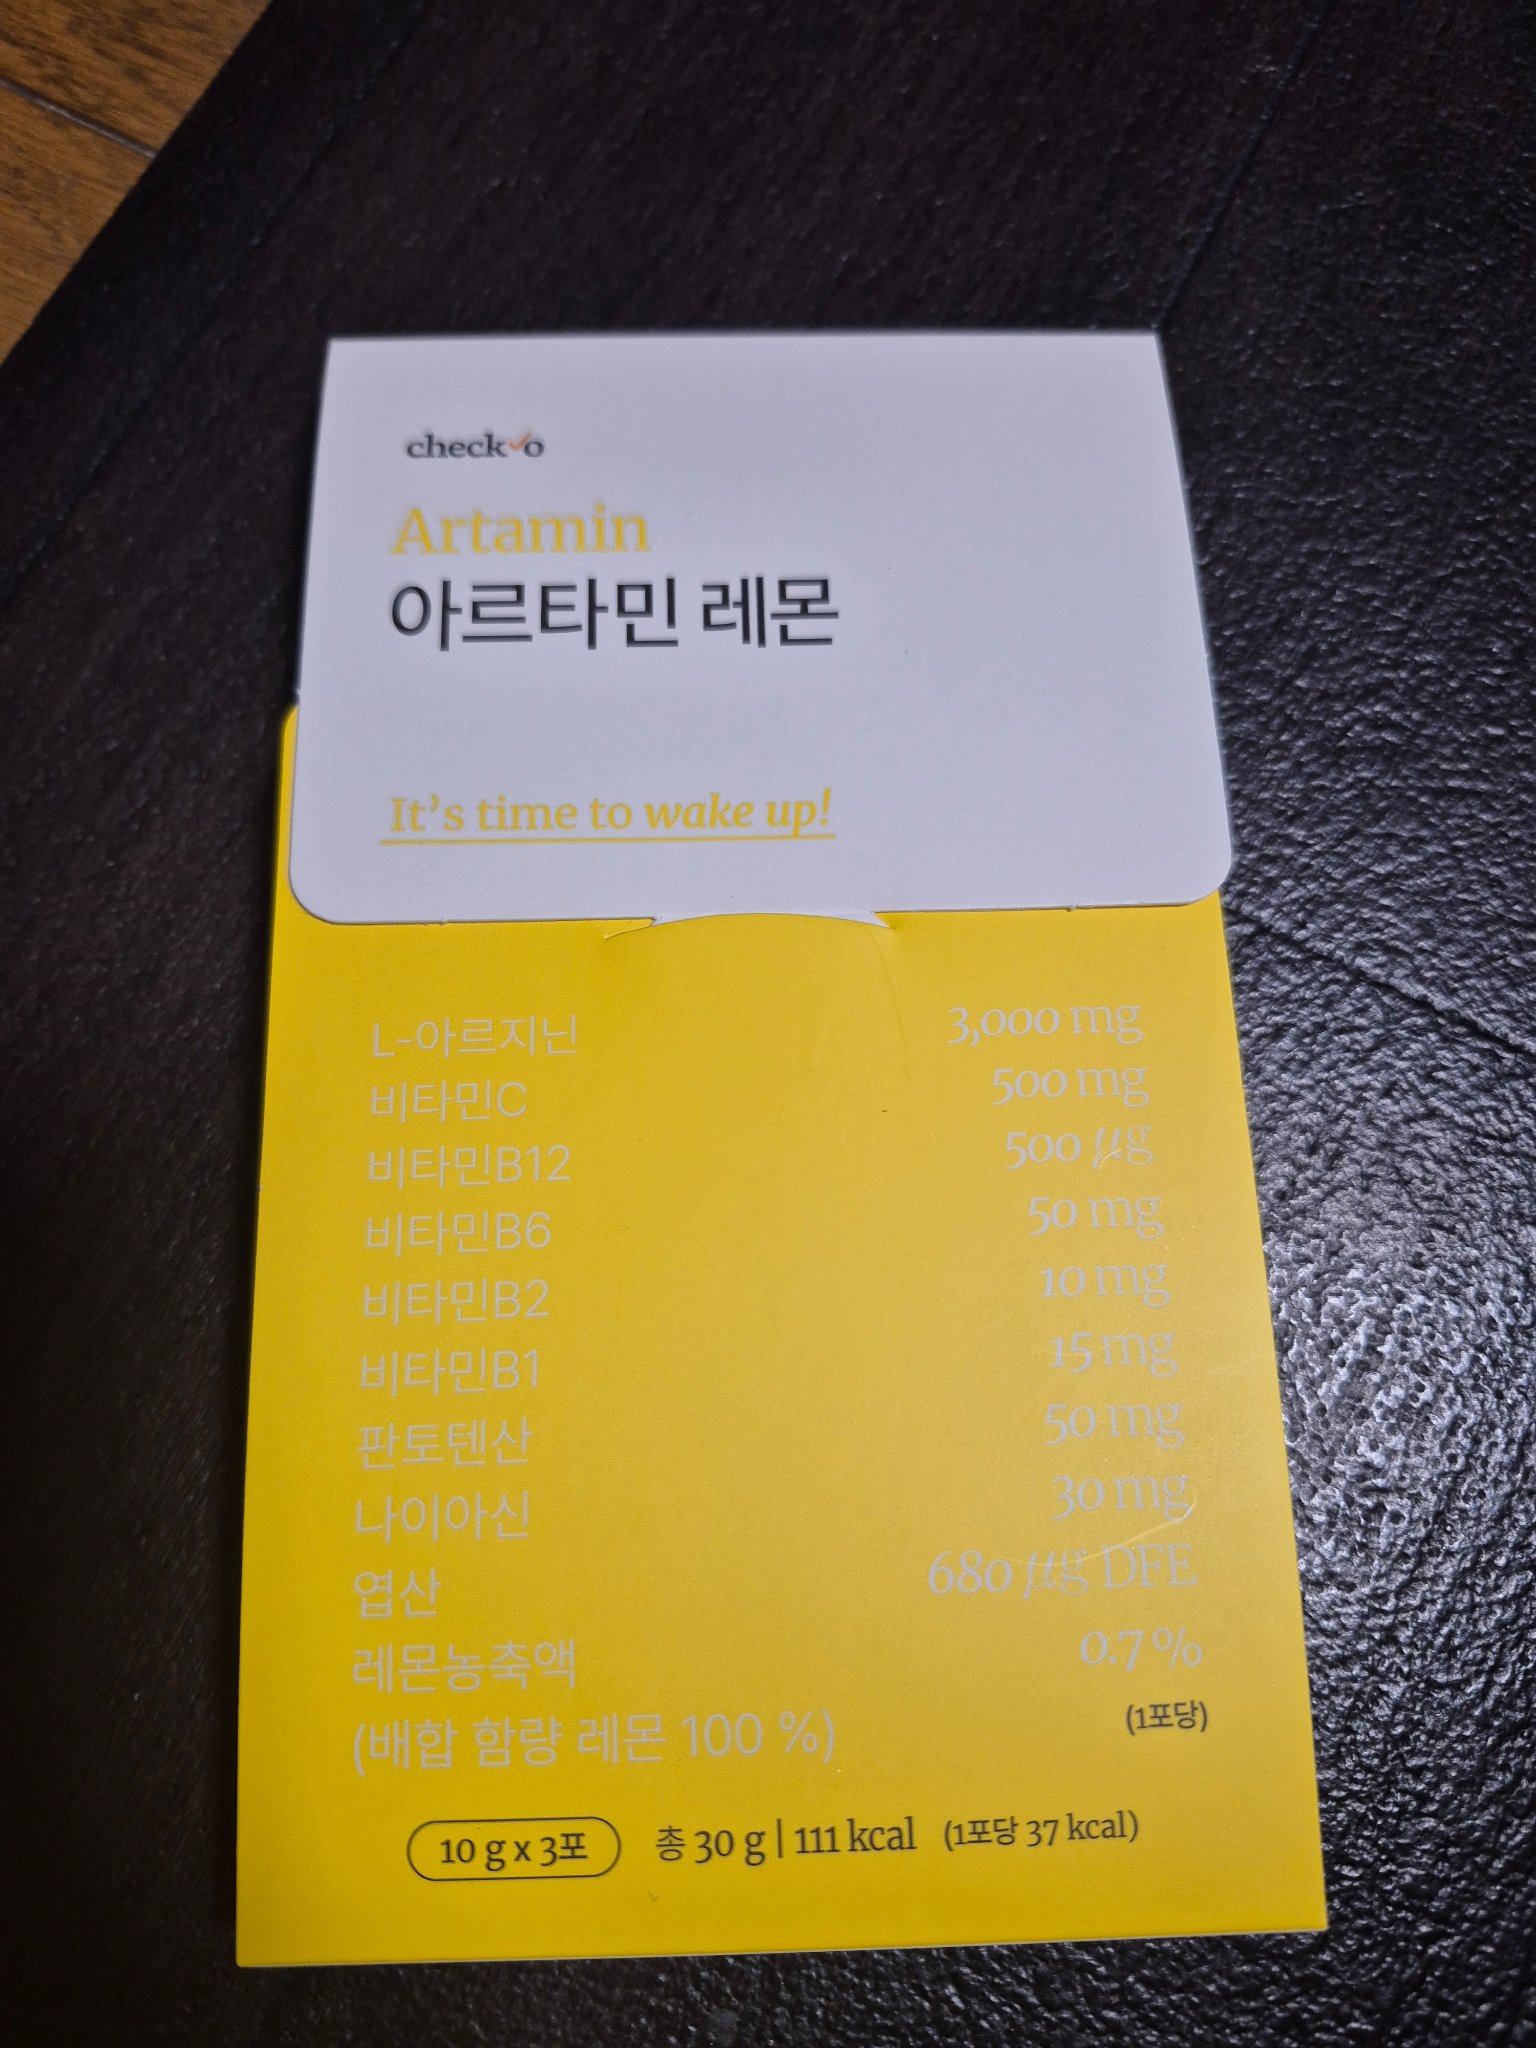 checko
Artamin
아르타민 레몬
It's time to wake up!
L-아르지닌 3,000 mg
비타민C 500 mg
비타민B12 500 µg
비타민B6 50 mg
비타민B2 10 mg
비타민B1 15 mg
판토텐산 50 mg
나이아신 30 mg
엽산 680 µg DFE
레몬농축액 0.7 %
(배합 함량 레몬 100 %) (1포당)
10 g x 3포 총 30 g | 111 kcal (1포당 37 kcal)